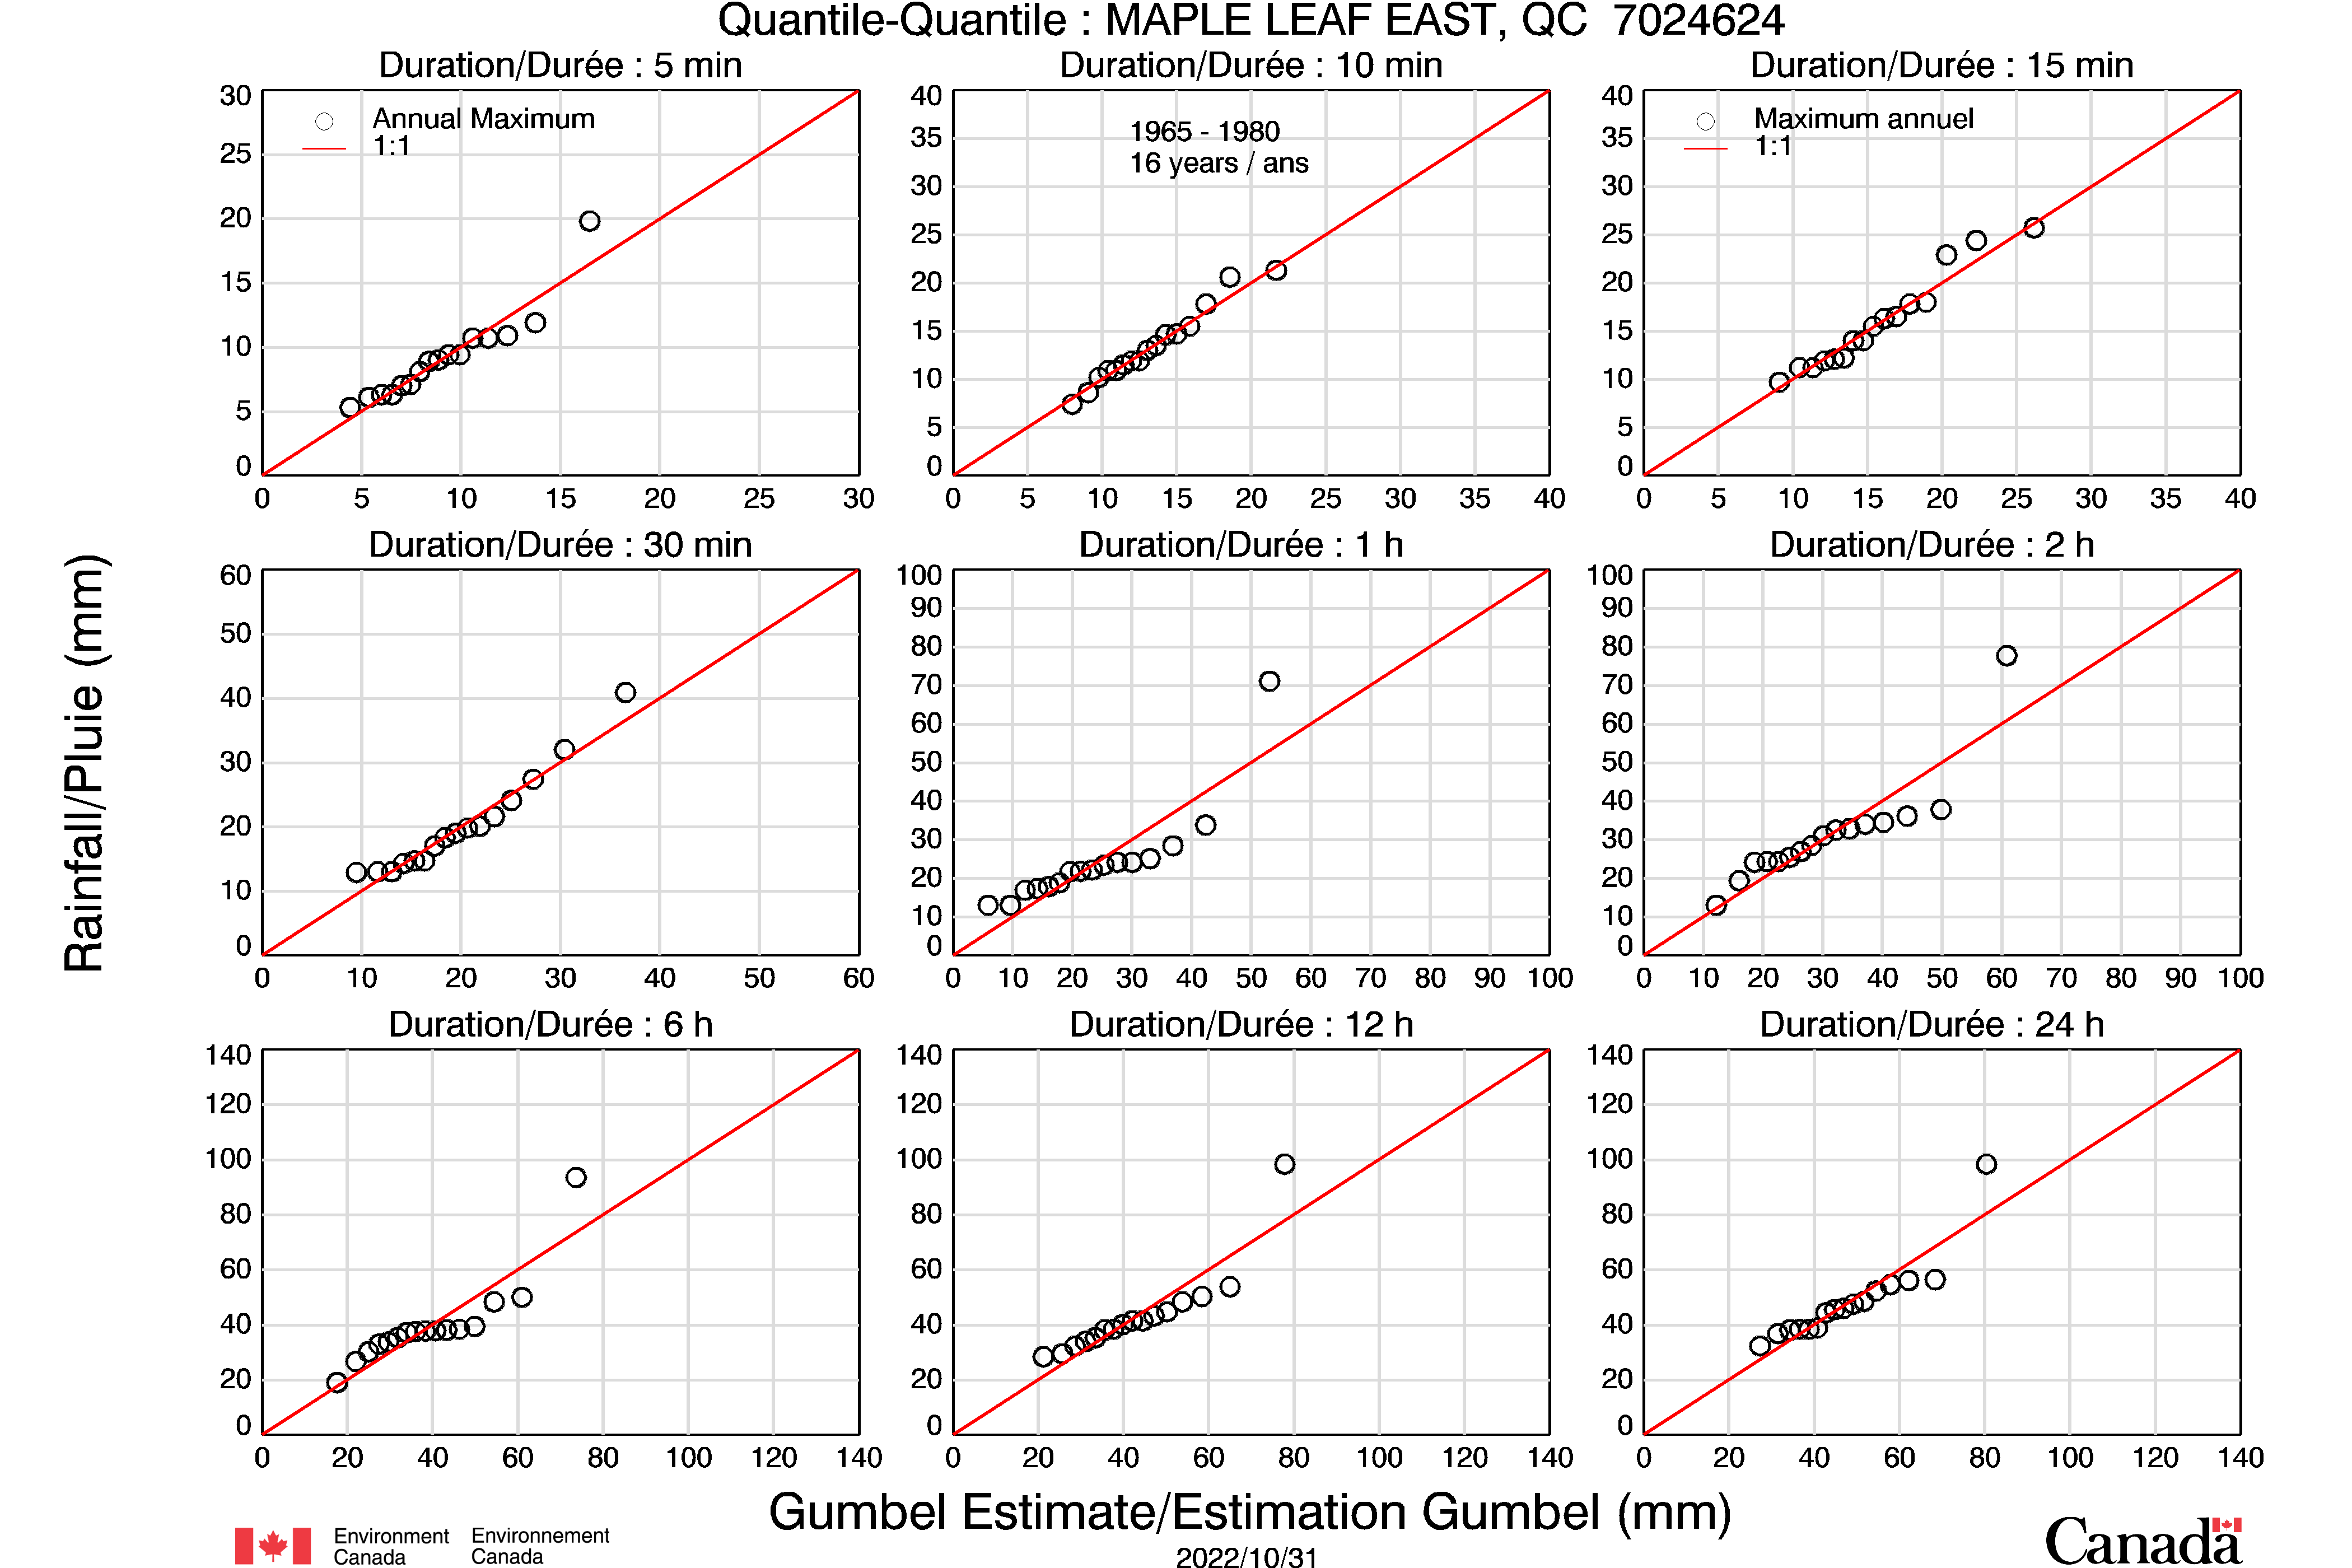 Quantile-Quantile : MAPLE LEAF EAST, QC 7024624
Duration/Durée : 5 min
30
25
20
15
10
5
0
0 5 10 15 20 25 30
Annual Maximum
1:1
Duration/Durée : 10 min
40
35
30
25
20
15
10
5
0
0 5 10 15 20 25 30 35 40
1965 - 1980
16 years / ans
Duration/Durée : 15 min
40
35
30
25
20
15
10
5
0
0 5 10 15 20 25 30 35 40
Maximum annuel
1:1
Rainfall/Pluie (mm)
Duration/Durée : 30 min
60
50
40
30
20
10
0
0 10 20 30 40 50 60
Duration/Durée : 1 h
100
90
80
70
60
50
40
30
20
10
0
0 10 20 30 40 50 60 70 80 90 100
Duration/Durée : 2 h
100
90
80
70
60
50
40
30
20
10
0
0 10 20 30 40 50 60 70 80 90 100
Duration/Durée : 6 h
140
120
100
80
60
40
20
0
0 20 40 60 80 100 120 140
Duration/Durée : 12 h
140
120
100
80
60
40
20
0
0 20 40 60 80 100 120 140
Duration/Durée : 24 h
140
120
100
80
60
40
20
0
0 20 40 60 80 100 120 140
Gumbel Estimate/Estimation Gumbel (mm)
Environment Environnement
Canada Canada
2022/10/31
Canada